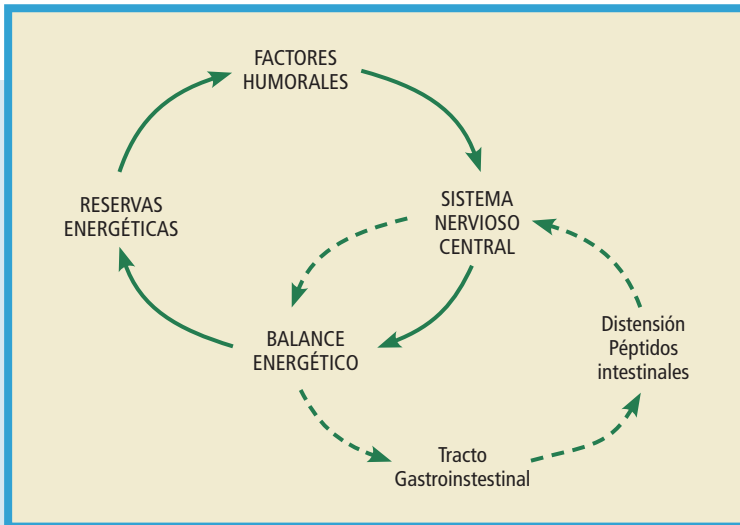 FACTORES
HUMORALES
RESERVAS
ENERGÉTICAS
SISTEMA
NERVIOSO
CENTRAL
BALANCE
ENERGÉTICO
Distensión
Péptidos
intestinales
Tracto
Gastroinstestinal